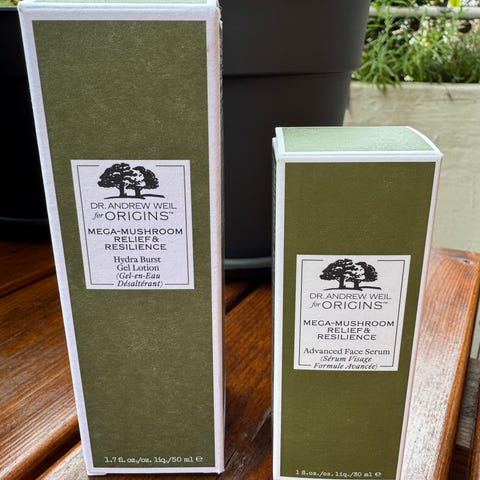 DR. ANDREW WEIL
for ORIGINS™
MEGA-MUSHROOM
RELIEF &
RESILIENCE
Hydra Burst
Gel Lotion
(Gel-en-Eau
Désaltérant)
1.7 fl. oz./oz. liq./50 ml ℮
DR. ANDREW WEIL
for ORIGINS™
MEGA-MUSHROOM
RELIEF &
RESILIENCE
Advanced Face Serum
(Sérum Visage
Formule Avancée)
1 fl. oz./oz. liq./30 ml ℮